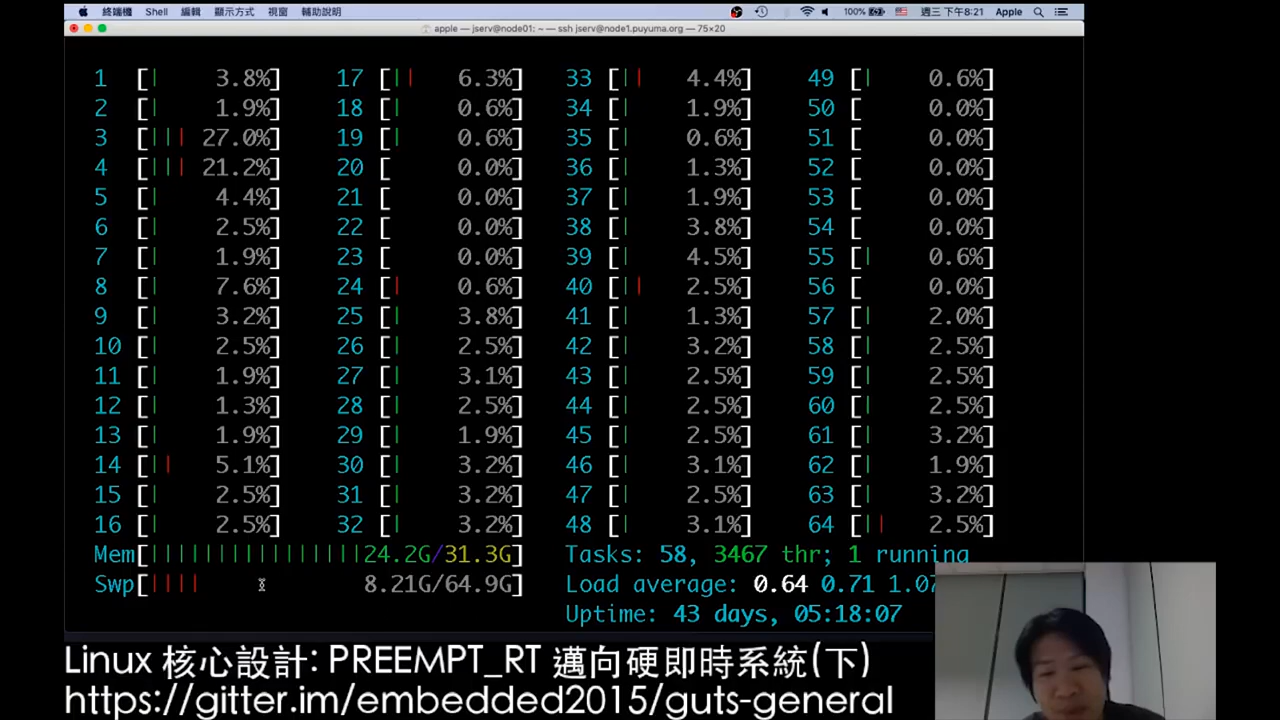 終端機 Shell 編輯 顯示方式 視窗 輔助說明 100% 週三 下午8:21 Apple
apple — jserv@node01: ~ — ssh jserv@node1.puyuma.org — 75×20
1 [| 3.8%] 17 [|| 6.3%] 33 [|| 4.4%] 49 [| 0.6%]
2 [| 1.9%] 18 [| 0.6%] 34 [| 1.9%] 50 [ 0.0%]
3 [||| 27.0%] 19 [| 0.6%] 35 [ 0.6%] 51 [ 0.0%]
4 [||| 21.2%] 20 [ 0.0%] 36 [| 1.3%] 52 [ 0.0%]
5 [| 4.4%] 21 [ 0.0%] 37 [| 1.9%] 53 [ 0.0%]
6 [| 2.5%] 22 [ 0.0%] 38 [| 3.8%] 54 [ 0.0%]
7 [| 1.9%] 23 [ 0.0%] 39 [| 4.5%] 55 [| 0.6%]
8 [| 7.6%] 24 [| 0.6%] 40 [|| 2.5%] 56 [ 0.0%]
9 [| 3.2%] 25 [| 3.8%] 41 [| 1.3%] 57 [| 2.0%]
10 [| 2.5%] 26 [| 2.5%] 42 [| 3.2%] 58 [| 2.5%]
11 [| 1.9%] 27 [| 3.1%] 43 [| 2.5%] 59 [| 2.5%]
12 [| 1.3%] 28 [| 2.5%] 44 [| 2.5%] 60 [| 2.5%]
13 [| 1.9%] 29 [| 1.9%] 45 [| 2.5%] 61 [| 3.2%]
14 [|| 5.1%] 30 [| 3.2%] 46 [| 3.1%] 62 [| 1.9%]
15 [| 2.5%] 31 [| 3.2%] 47 [| 2.5%] 63 [| 3.2%]
16 [| 2.5%] 32 [| 3.2%] 48 [| 3.1%] 64 [|| 2.5%]
Mem[||||||||||||||||24.2G/31.3G] Tasks: 58, 3467 thr; 1 running
Swp[|||| 8.21G/64.9G] Load average: 0.64 0.71 1.07
Uptime: 43 days, 05:18:07
Linux 核心設計: PREEMPT_RT 邁向硬即時系統(下)
https://gitter.im/embedded2015/guts-general